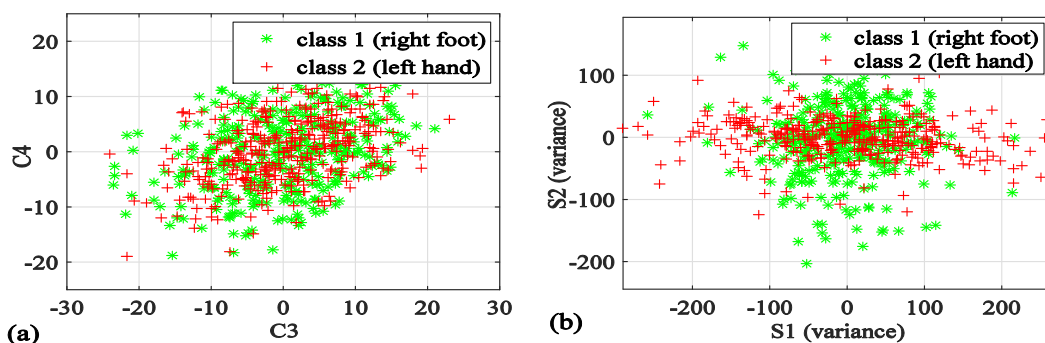 class 1 (right foot)
class 2 (left hand)
20
10
0
-10
-20
C4
-30
-20
-10
0
10
20
30
C3
(a)
class 1 (right foot)
class 2 (left hand)
100
0
-100
-200
S2 (variance)
-200
-100
0
100
200
S1 (variance)
(b)